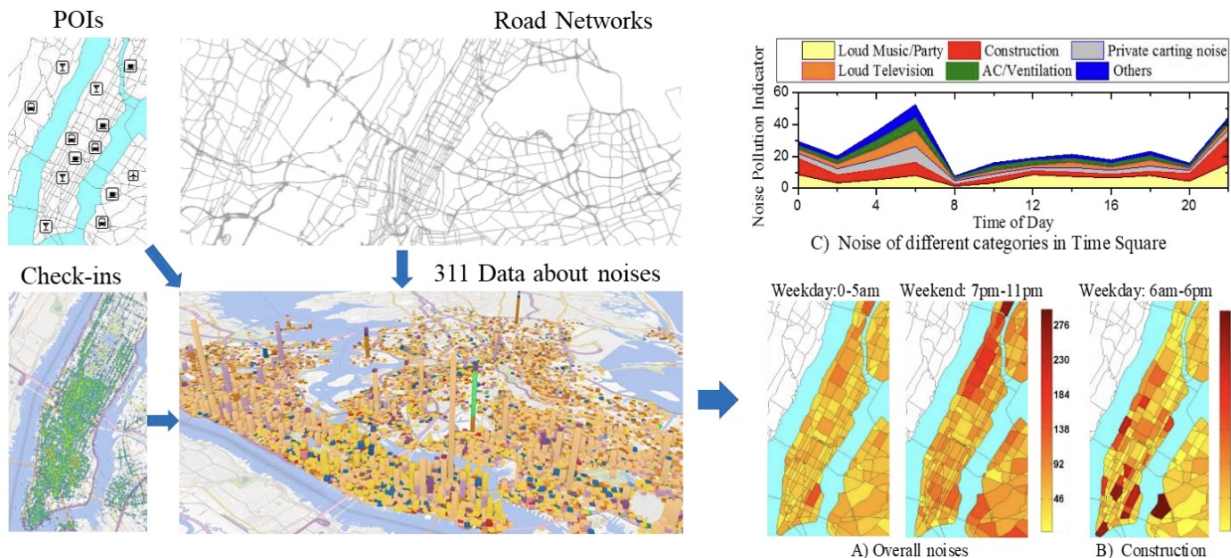 POIs
Road Networks
Check-ins
311 Data about noises
Loud Music/Party
Construction
Private carting noise
Loud Television
AC/Ventilation
Others
Noise Pollution Indicator
60
40
20
0
0
4
8
12
16
20
Time of Day
C) Noise of different categories in Time Square
Weekday:0-5am
Weekend: 7pm-11pm
Weekday: 6am-6pm
276
230
184
138
92
46
A) Overall noises
B) Construction